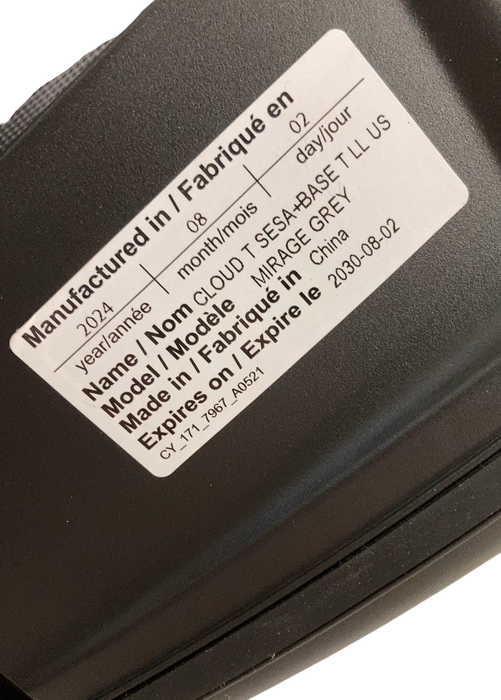 Manufactured in / Fabriqué en
2024 08 02
year/année month/mois day/jour
Name / Nom CLOUD T SESA+BASE T LL US
Model / Modèle MIRAGE GREY
Made in / Fabriqué in China
Expires on / Expire le 2030-08-02
CY_171_7967_A0521